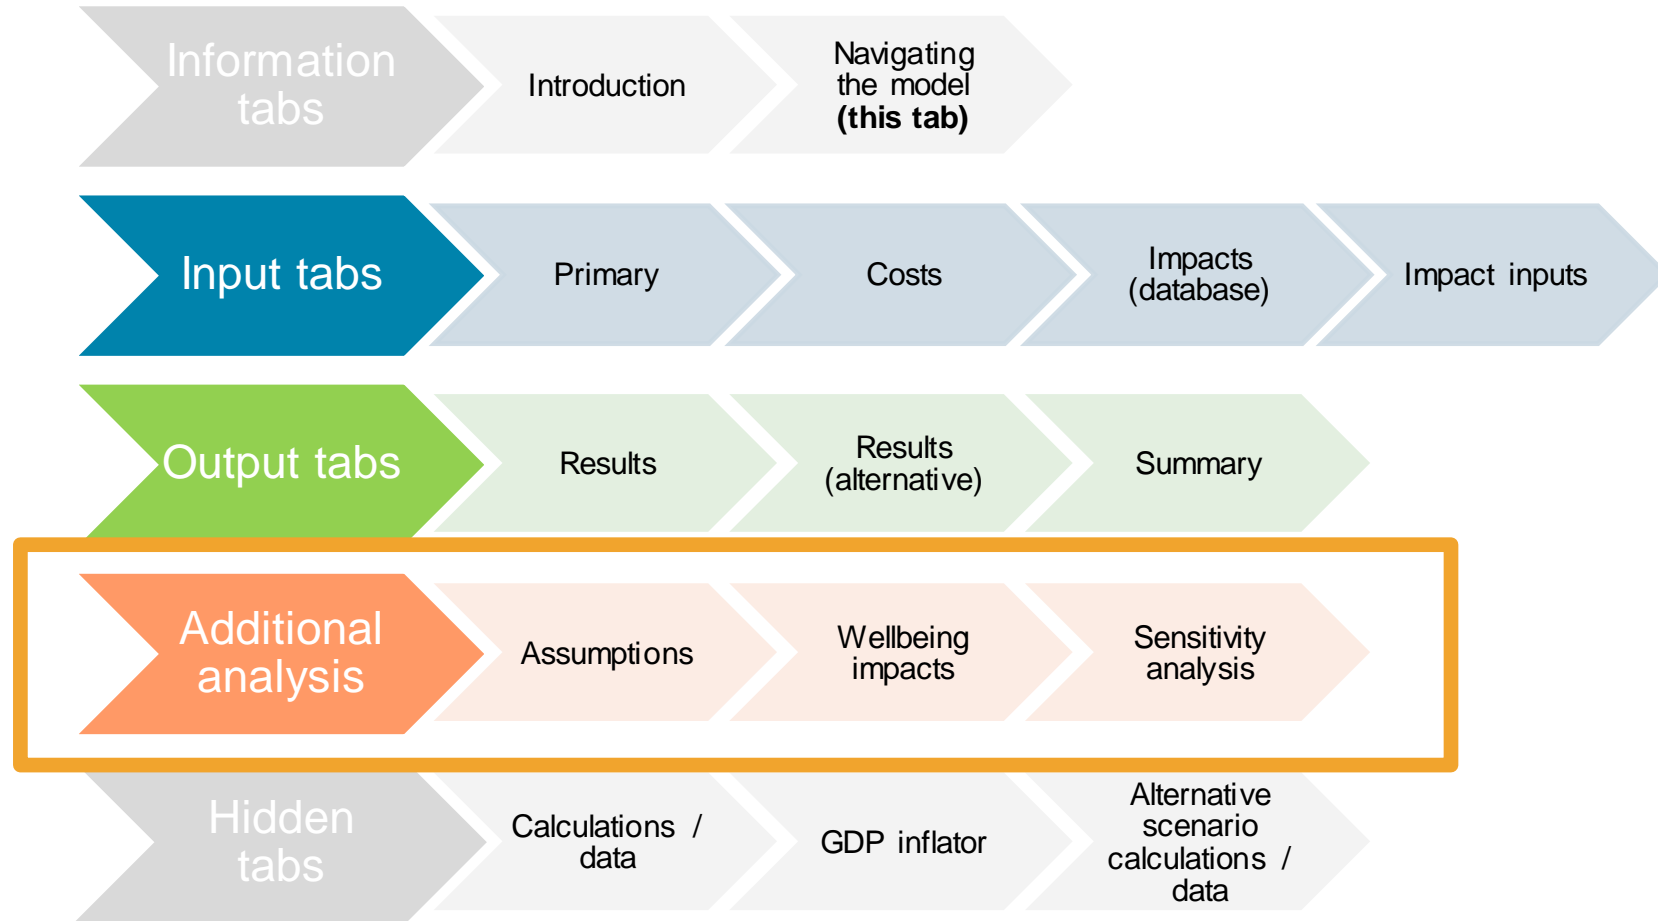 Information
tabs
Introduction
Navigating
the model
(this tab)
Input tabs
Primary
Costs
Impacts
(database)
Impact inputs
Output tabs
Results
Results
(alternative)
Summary
Additional
analysis
Assumptions
Wellbeing
impacts
Sensitivity
analysis
Hidden
tabs
Calculations /
data
GDP inflator
Alternative
scenario
calculations /
data